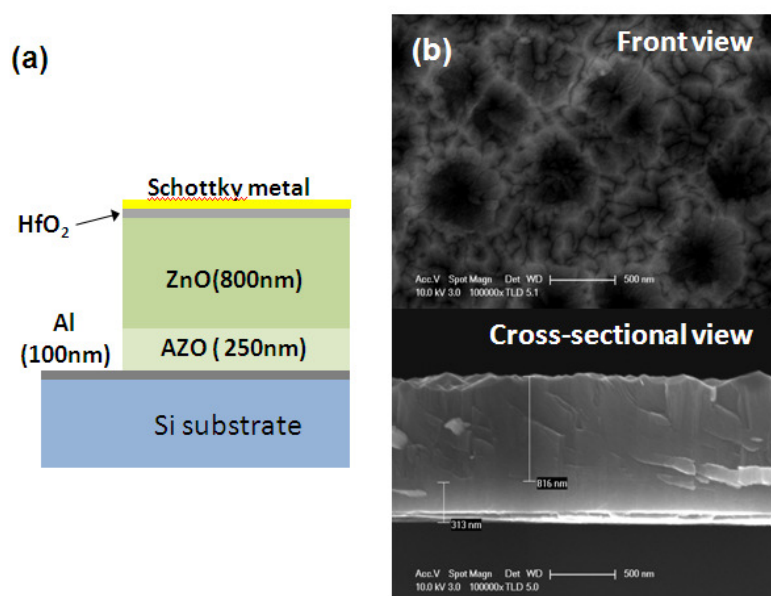 (a)
Schottky metal
HfO₂
ZnO(800nm)
Al
(100nm)
AZO ( 250nm)
Si substrate
(b)
Front view
Acc.V Spot Magn Det WD 500 nm
10.0 kV 3.0 100000x TLD 5.1
Cross-sectional view
816 nm
313 nm
Acc.V Spot Magn Det WD 500 nm
10.0 kV 3.0 100000x TLD 5.0